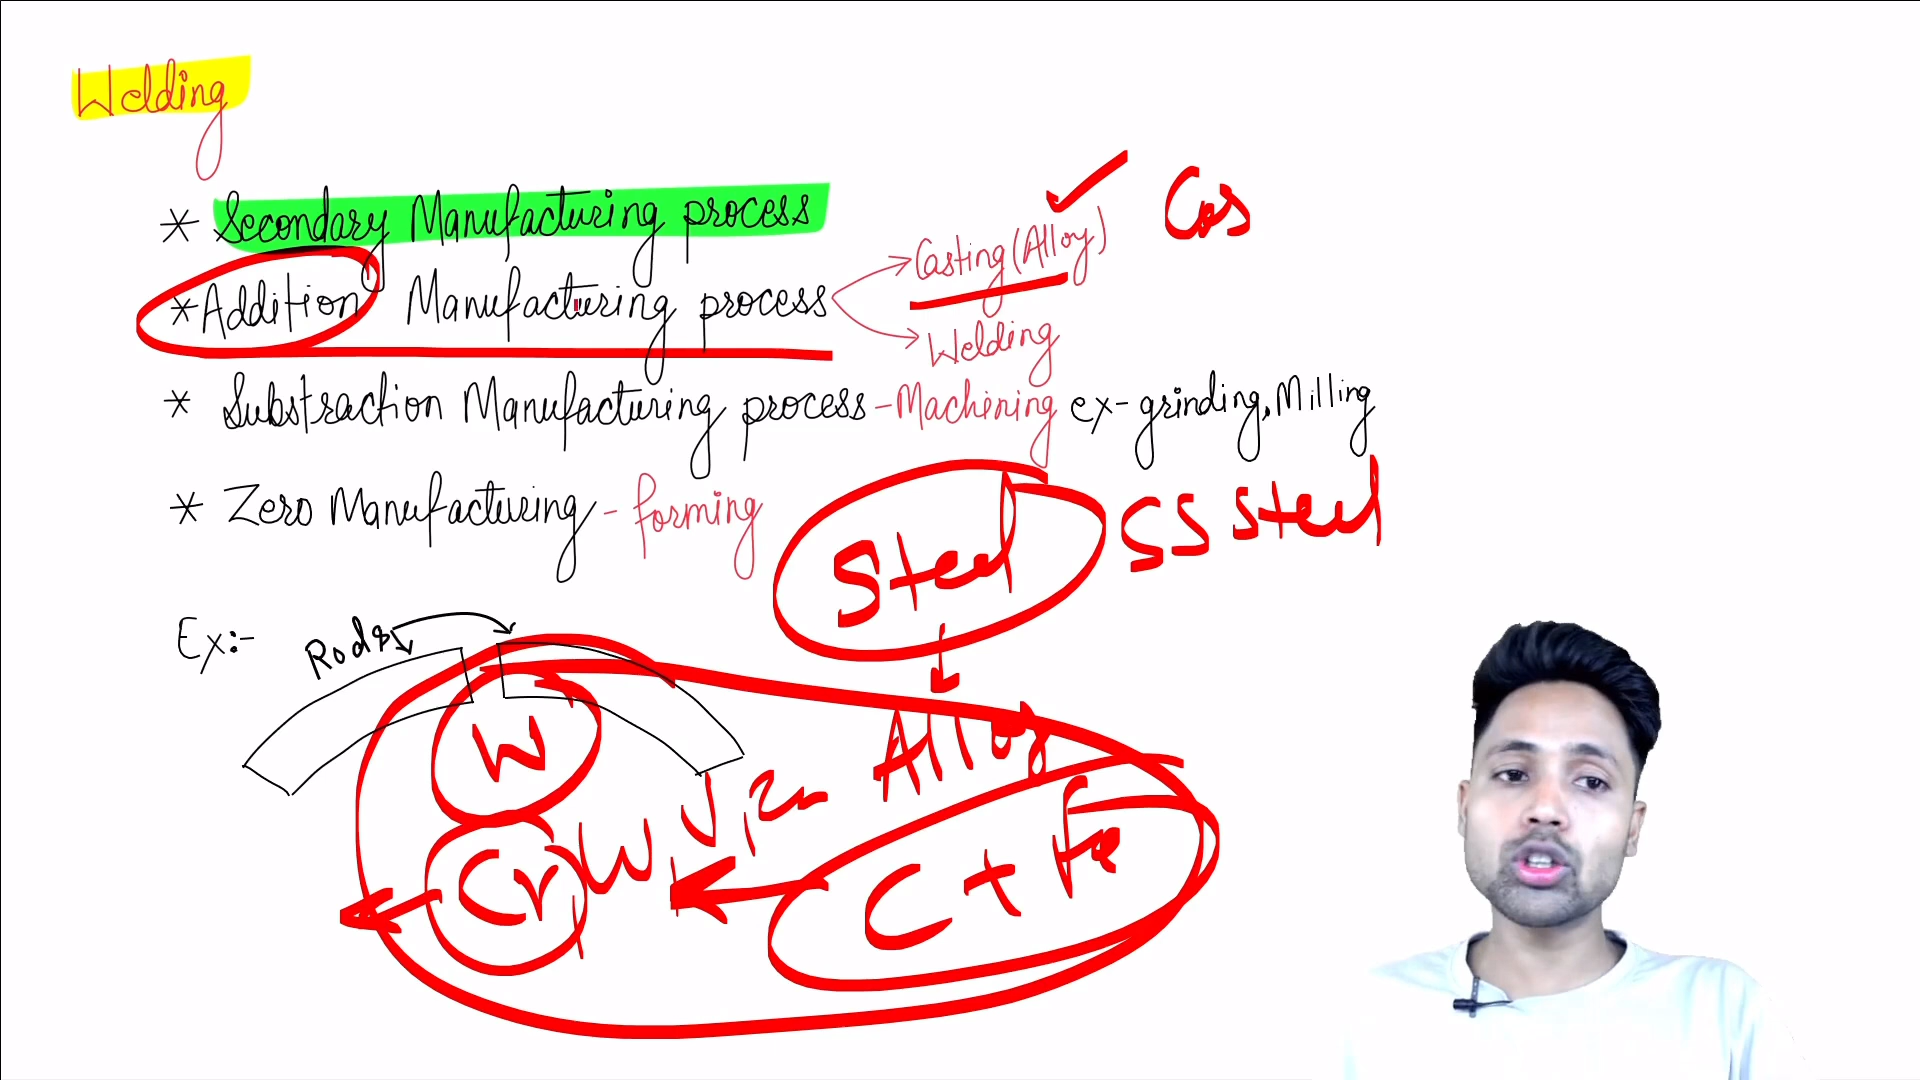 Welding
* Secondary Manufacturing process
* Addition Manufacturing process
Casting (Alloy)
Cas
Welding
* Substraction Manufacturing process - Machining ex- grinding, Milling
* Zero Manufacturing - forming
Steel
SS Steel
Ex:-
Rods
Alloy
W
Cr, W V,
C + Fe